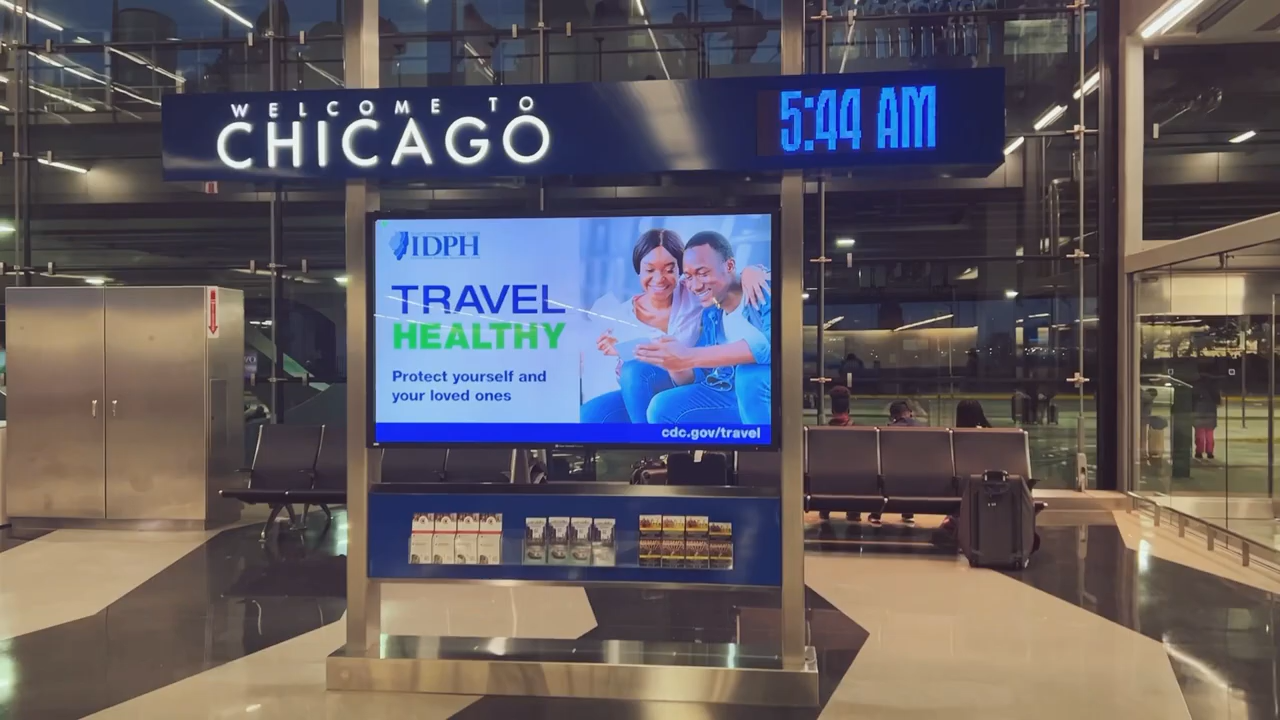 WELCOME TO
CHICAGO
5:44 AM
IDPH
TRAVEL
HEALTHY
Protect yourself and
your loved ones
cdc.gov/travel